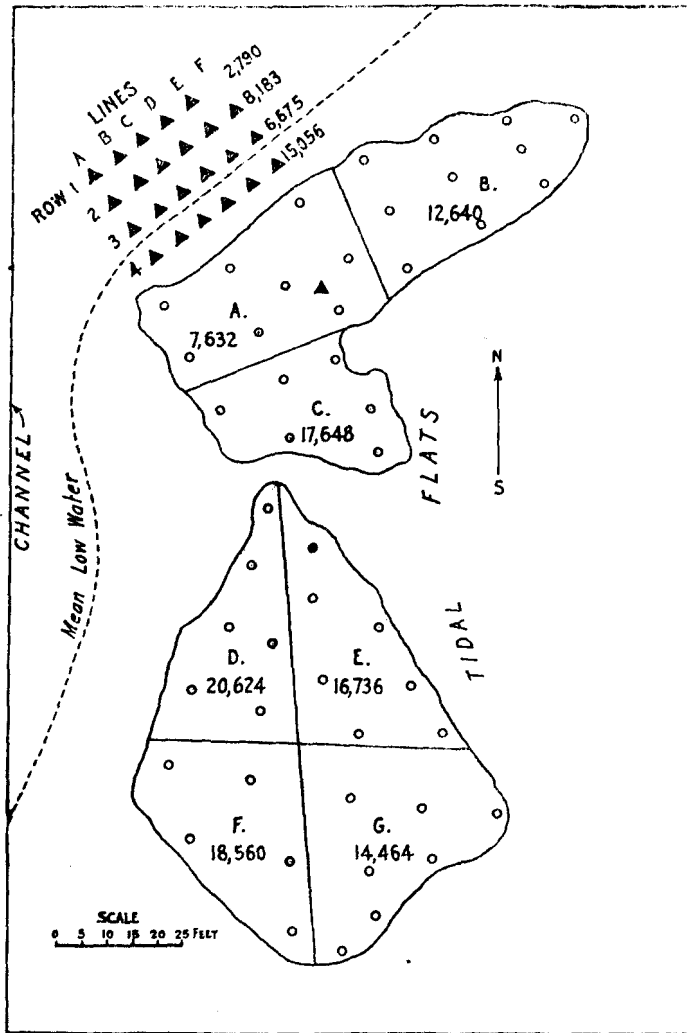 LINES
A B C D E F
ROW 1 2,790
2 8,183
3 6,675
4 15,056
B.
12,640
A.
7,632
C.
17,648
N
S
FLATS
CHANNEL
Mean Low Water
TIDAL
D.
20,624
E.
16,736
F.
18,560
G.
14,464
SCALE
0 5 10 15 20 25 FEET